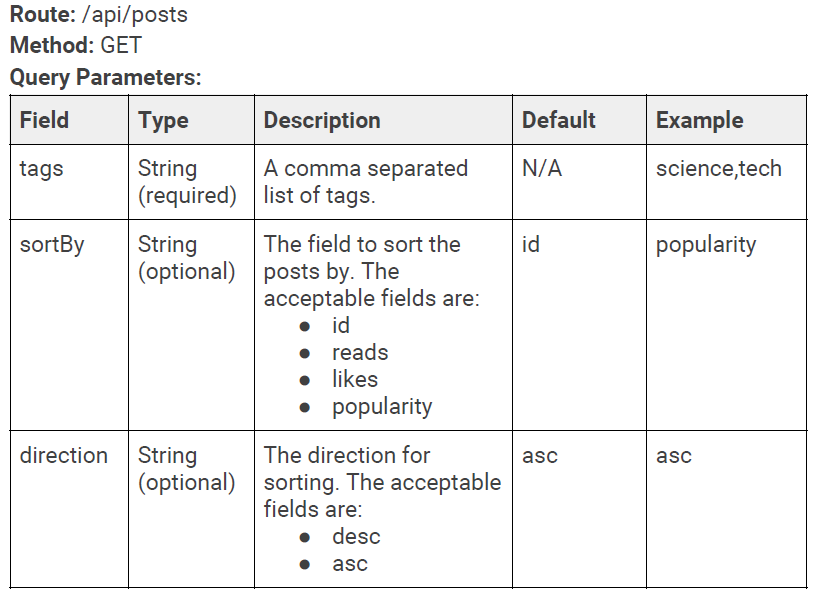 Route: /api/posts
Method: GET
Query Parameters:
Field Type Description Default Example
tags String (required) A comma separated list of tags. N/A science,tech
sortBy String (optional) The field to sort the posts by. The acceptable fields are: id popularity
● id
● reads
● likes
● popularity
direction String (optional) The direction for sorting. The acceptable fields are: asc asc
● desc
● asc